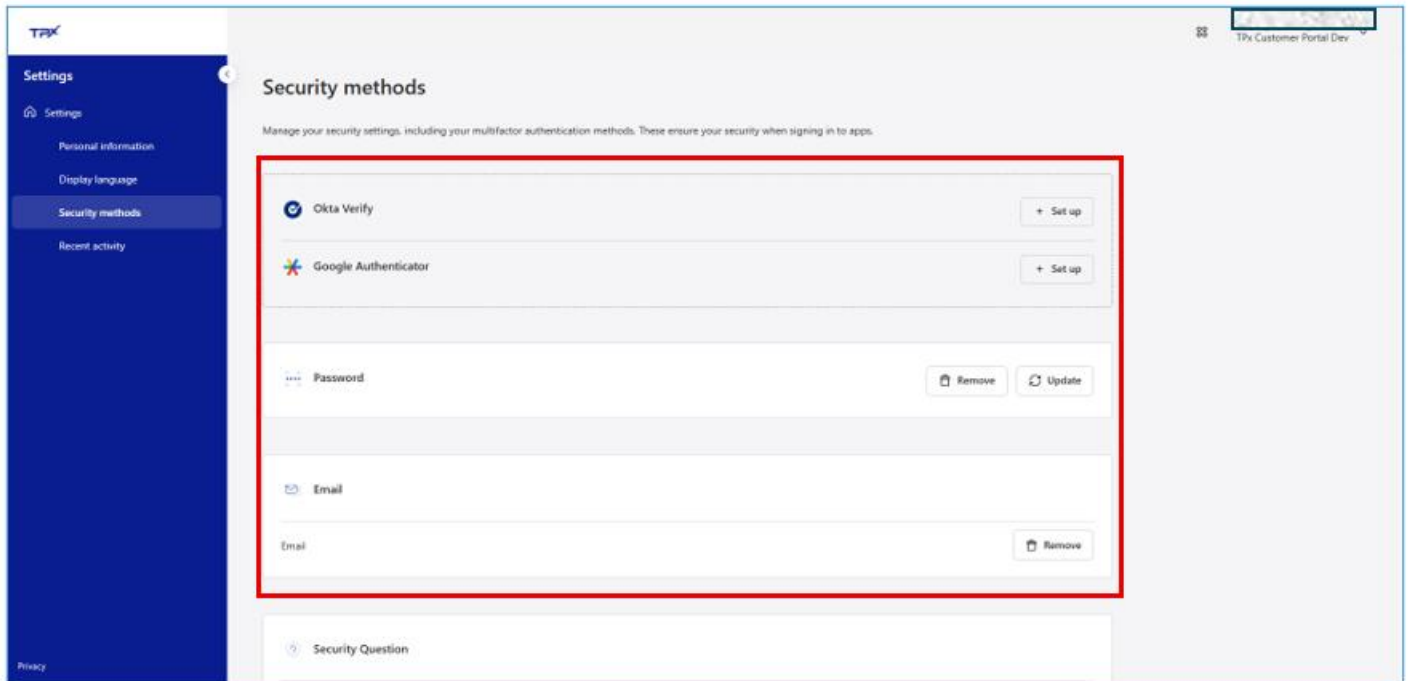 TPX
TPx Customer Portal Dev
Settings
Settings
Personal information
Display language
Security methods
Recent activity
Privacy
Security methods
Manage your security settings, including your multifactor authentication methods. These ensure your security when signing in to apps.
Okta Verify
+ Set up
Google Authenticator
+ Set up
Password
Remove
Update
Email
Email
Remove
Security Question